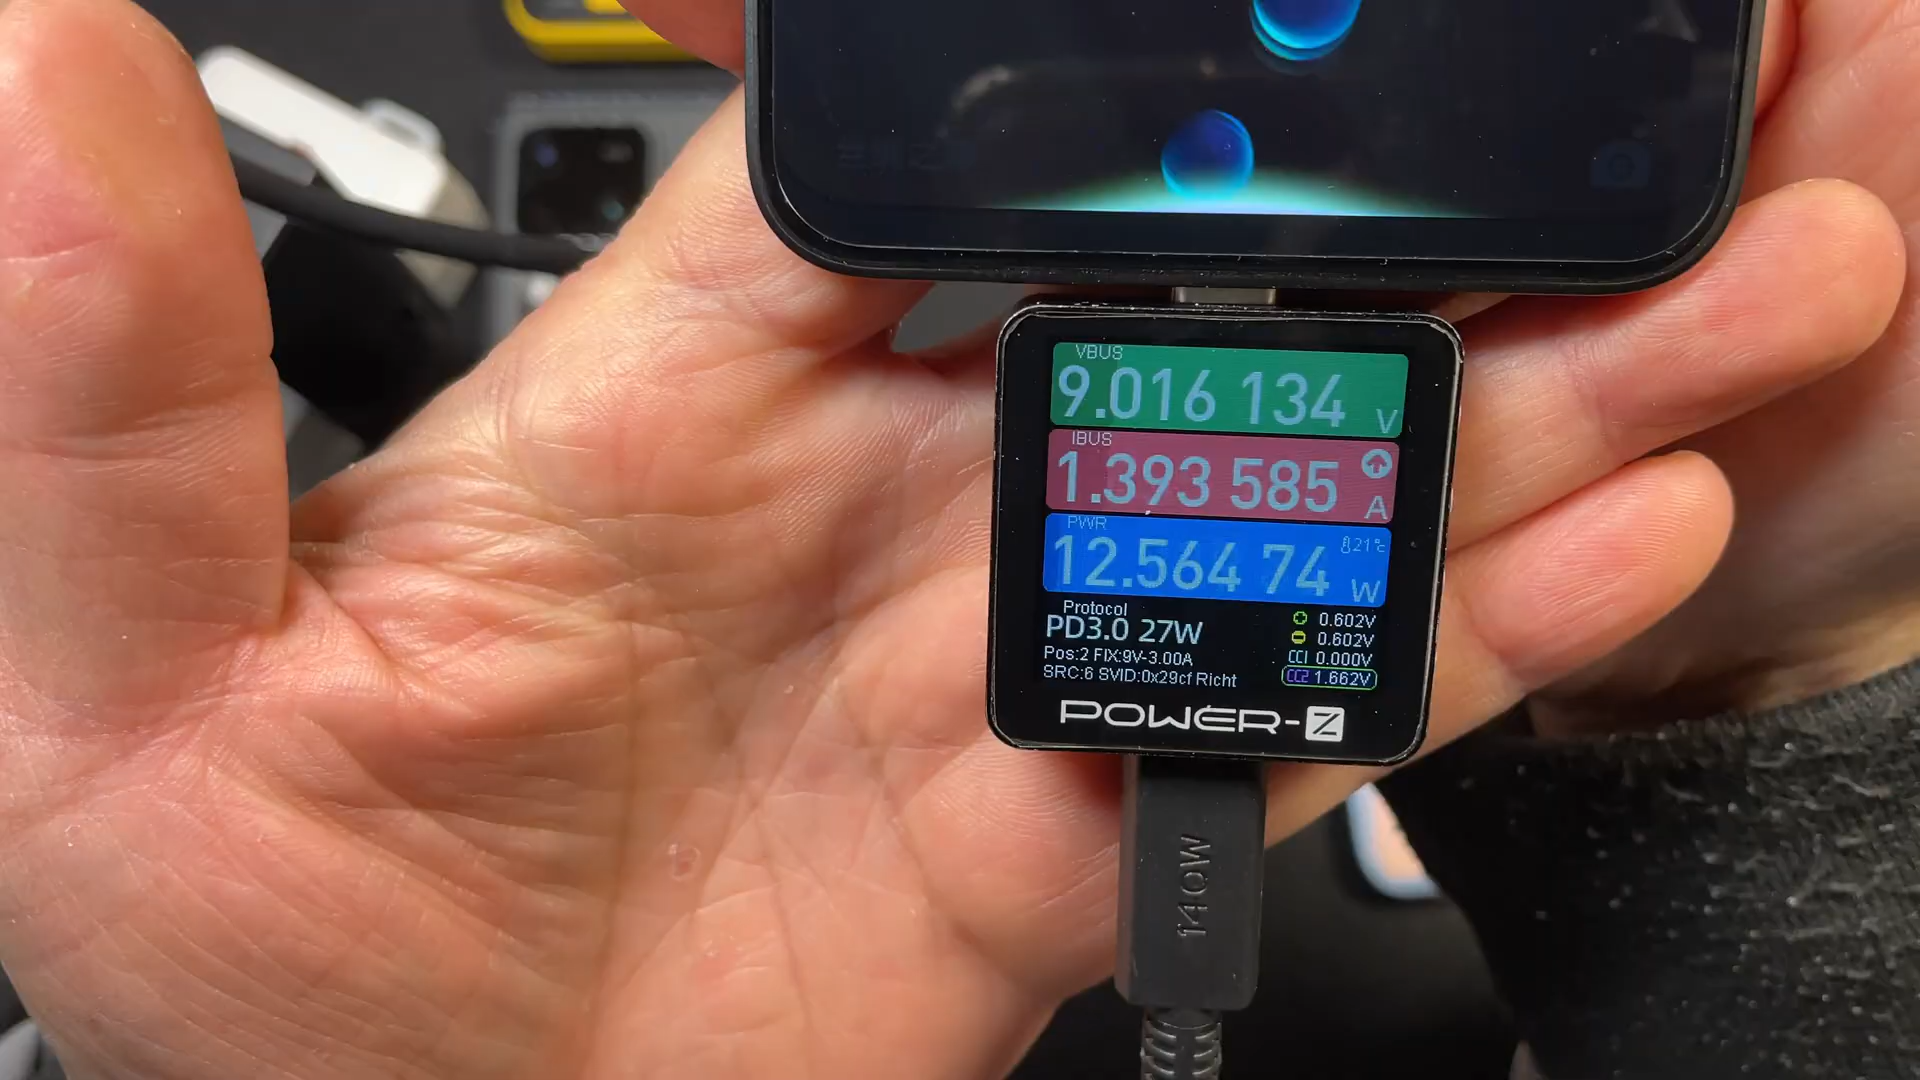 VBUS
9.016 134 V
IBUS
1.393 585 A
PWR
21℃
12.564 74 W
Protocol
PD3.0 27W
Pos:2 FIX:9V-3.00A
SRC:6 SVID:0x29cf Richt
0.602V
0.602V
CC1 0.000V
CC2 1.662V
POWER-Z
140W